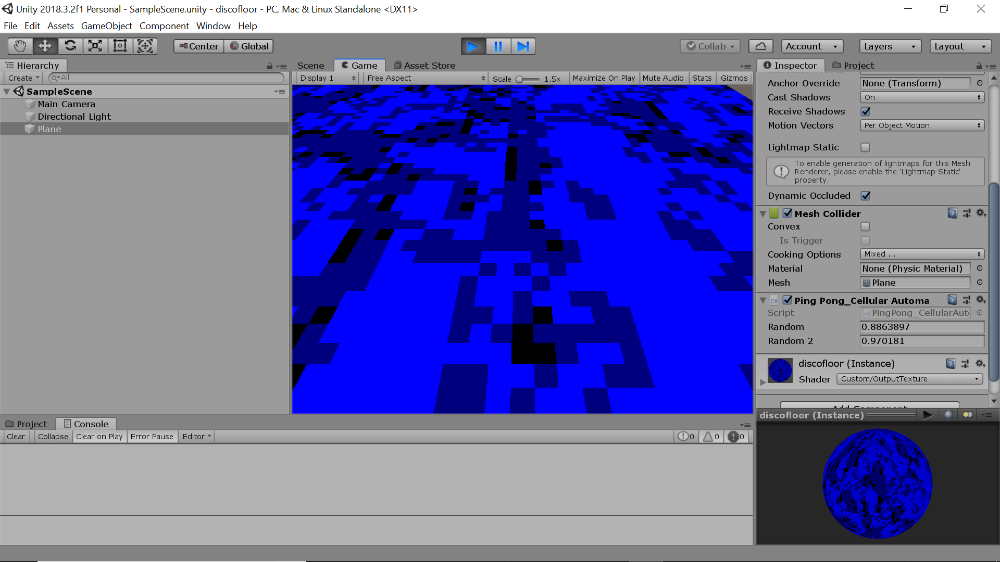 Unity 2018.3.2f1 Personal - SampleScene.unity - discofloor - PC, Mac & Linux Standalone <DX11>
File Edit Assets GameObject Component Window Help
Center Global Collab Account Layers Layout
Hierarchy
Create All
SampleScene
Main Camera
Directional Light
Plane
Scene Game Asset Store
Display 1 Free Aspect Scale 1.5x Maximize On Play Mute Audio Stats Gizmos
Inspector Project
Anchor Override None (Transform)
Cast Shadows On
Receive Shadows
Motion Vectors Per Object Motion
Lightmap Static
To enable generation of lightmaps for this Mesh
Renderer, please enable the 'Lightmap Static'
property.
Dynamic Occluded
Mesh Collider
Convex
Is Trigger
Cooking Options Mixed ...
Material None (Physic Material)
Mesh Plane
C# Ping Pong_Cellular Automa
Script PingPong_CellularAut
Random 0.8863897
Random 2 0.970181
discofloor (Instance)
Shader Custom/OutputTexture
discofloor (Instance)
Project Console
Clear Collapse Clear on Play Error Pause Editor 0 0 0